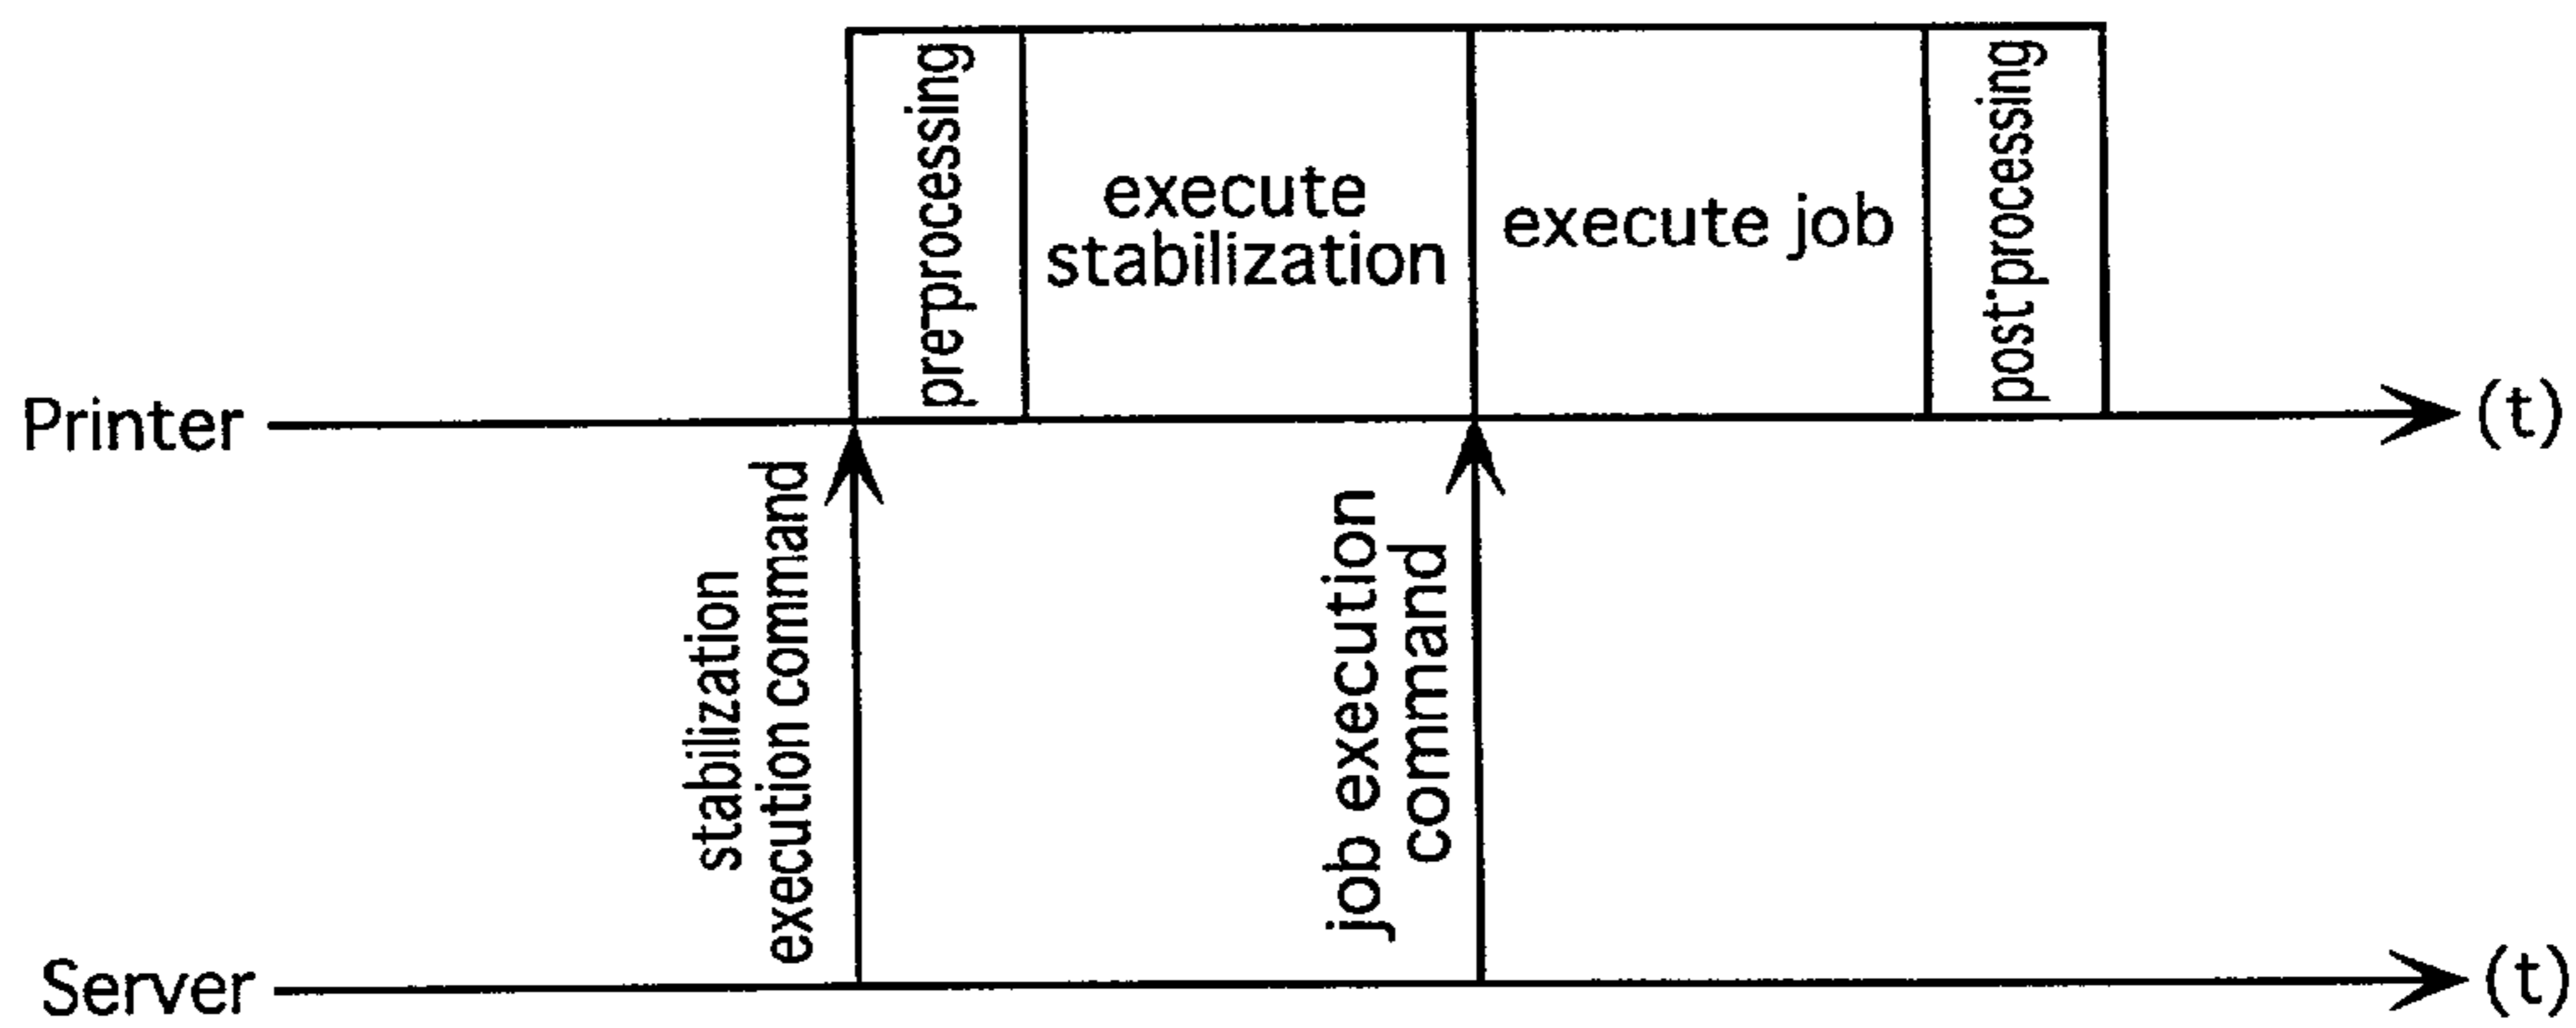 pre-processing
execute
stabilization
execute job
post-processing
Printer
(t)
stabilization
execution command
job execution
command
Server
(t)